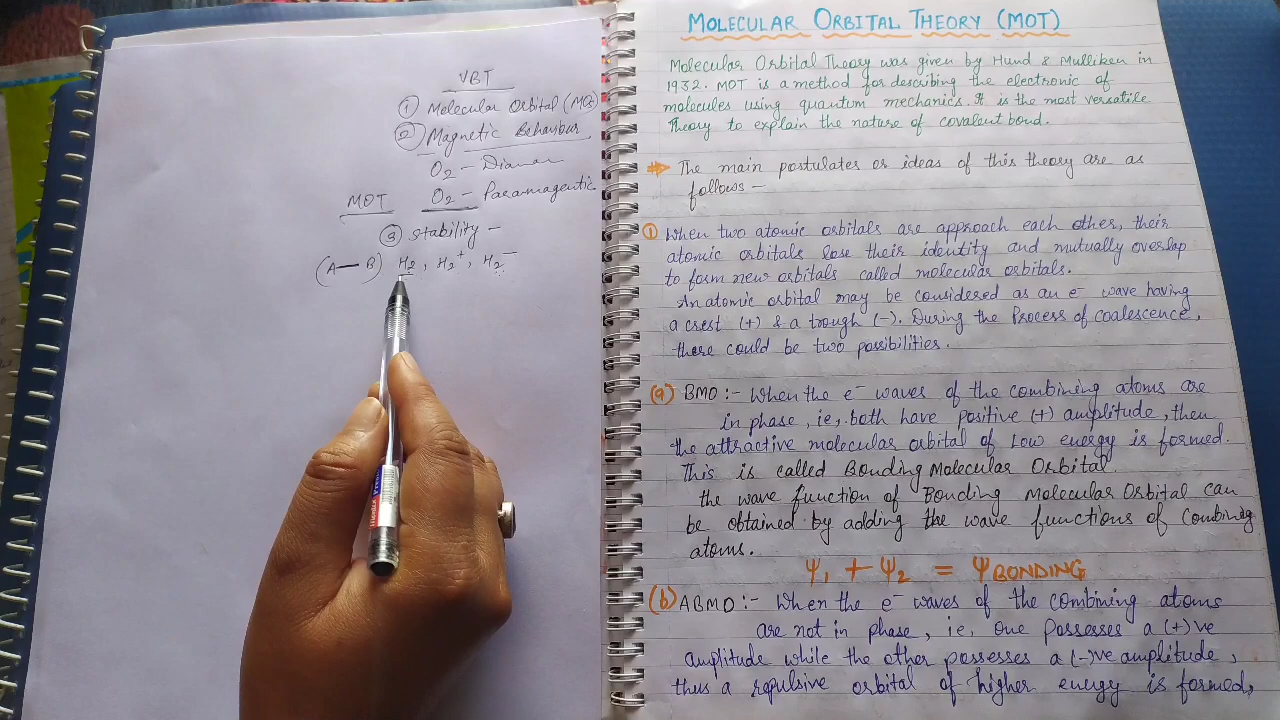 VBT
① Molecular Orbital (MOs)
② Magnetic Behaviour
O₂ - Diamag
MOT O₂ - Paramagnetic
③ Stability -
(A — B) H₂, H₂⁺, H₂⁻
MOLECULAR ORBITAL THEORY (MOT)
Molecular Orbital Theory was given by Hund & Mulliken in
1932. MOT is a method for describing the electronic of
molecules using quantum mechanics. It is the most versatile
Theory to explain the nature of covalent bond.
⇒ The main postulates or ideas of this theory are as
follows -
① When two atomic orbitals are approach each other, their
atomic orbitals lose their identity and mutually overlap
to form new orbitals called molecular orbitals.
An atomic orbital may be considered as an e⁻ wave having
a crest (+) & a trough (-). During the Process of coalescence,
there could be two possibilities.
(a) BMO :- When the e⁻ waves of the combining atoms are
in phase, ie, both have positive (+) amplitude, then
the attractive molecular orbital of Low energy is formed.
This is called Bonding Molecular Orbital.
the wave function of Bonding Molecular Orbital can
be obtained by adding the wave functions of combining
atoms.
Ψ₁ + Ψ₂ = Ψ BONDING
(b) ABMO :- When the e⁻ waves of the combining atoms
are not in phase, ie, one possesses a (+)ve
amplitude while the other possesses a (-)ve amplitude,
thus a repulsive orbital of higher energy is formed,